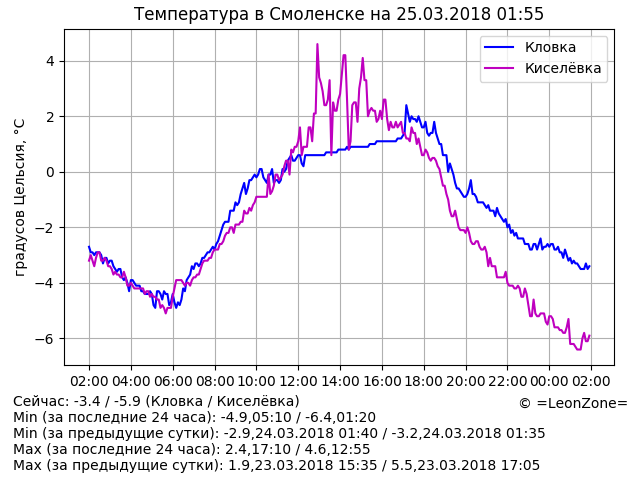 Температура в Смоленске на 25.03.2018 01:55
градусов Цельсия, °C
4
2
0
−2
−4
−6
Кловка
Киселёвка
02:00 04:00 06:00 08:00 10:00 12:00 14:00 16:00 18:00 20:00 22:00 00:00 02:00
Сейчас: -3.4 / -5.9 (Кловка / Киселёвка)
© =LeonZone=
Min (за последние 24 часа): -4.9,05:10 / -6.4,01:20
Min (за предыдущие сутки): -2.9,24.03.2018 01:40 / -3.2,24.03.2018 01:35
Max (за последние 24 часа): 2.4,17:10 / 4.6,12:55
Max (за предыдущие сутки): 1.9,23.03.2018 15:35 / 5.5,23.03.2018 17:05